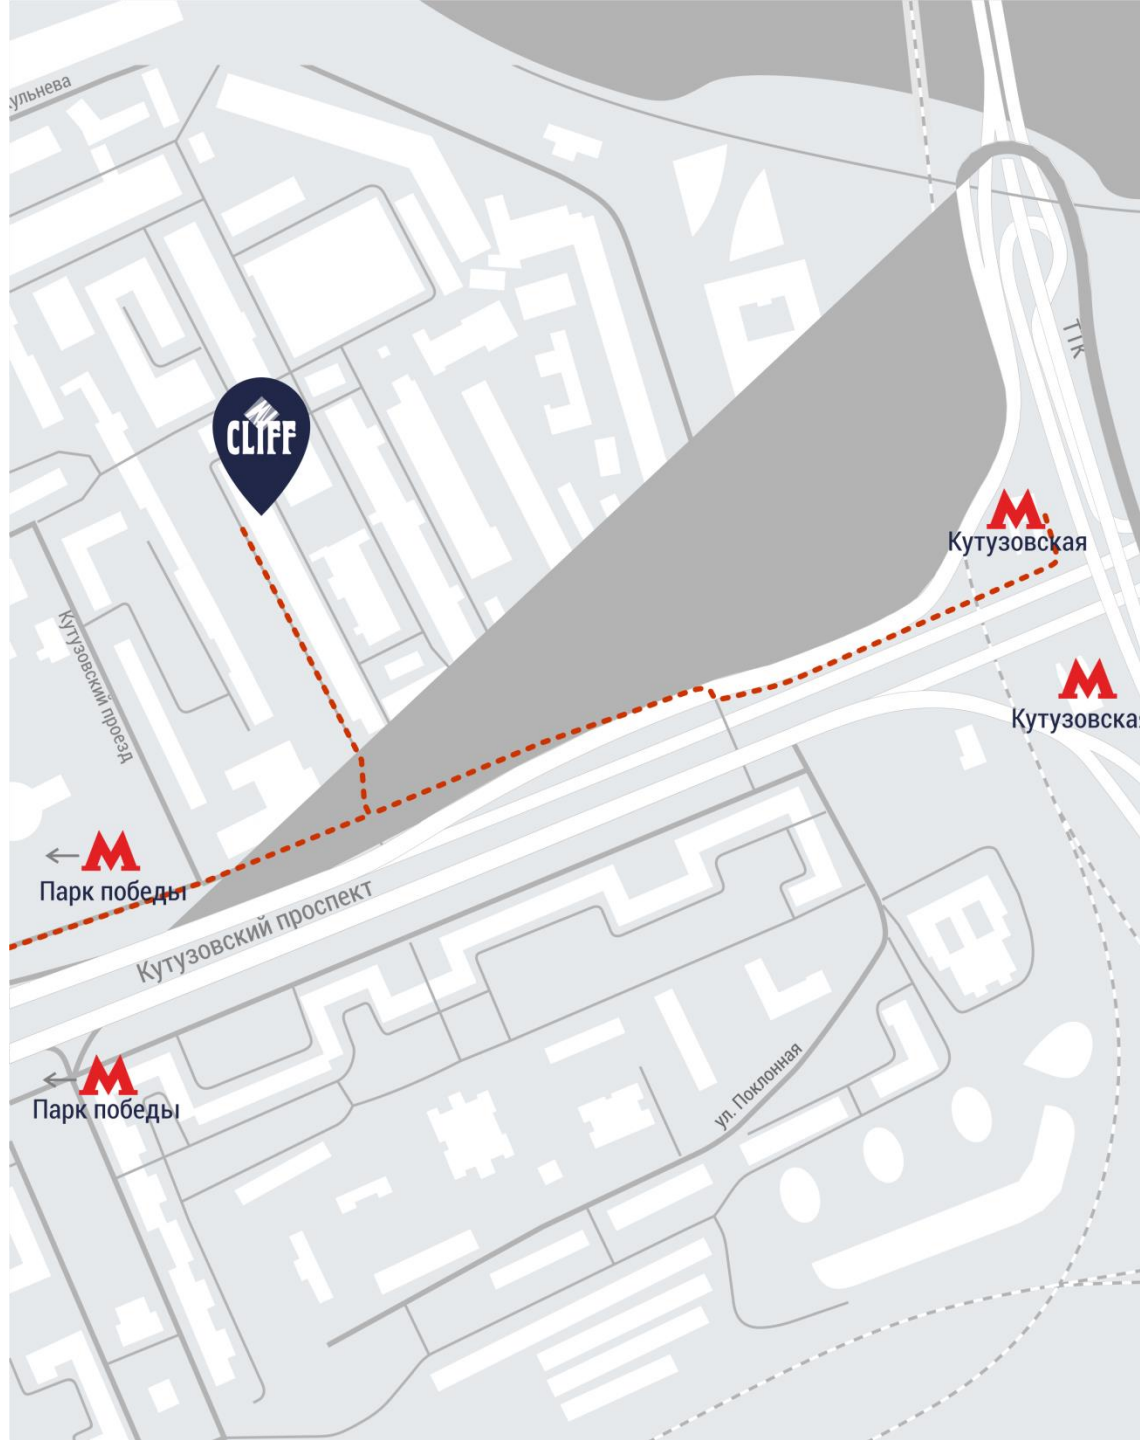 ульнева
CLIFF
ТТК
М
Кутузовская
Кутузовский проезд
М
Кутузовская
М
Парк победы
Кутузовский проспект
М
Парк победы
ул. Поклонная